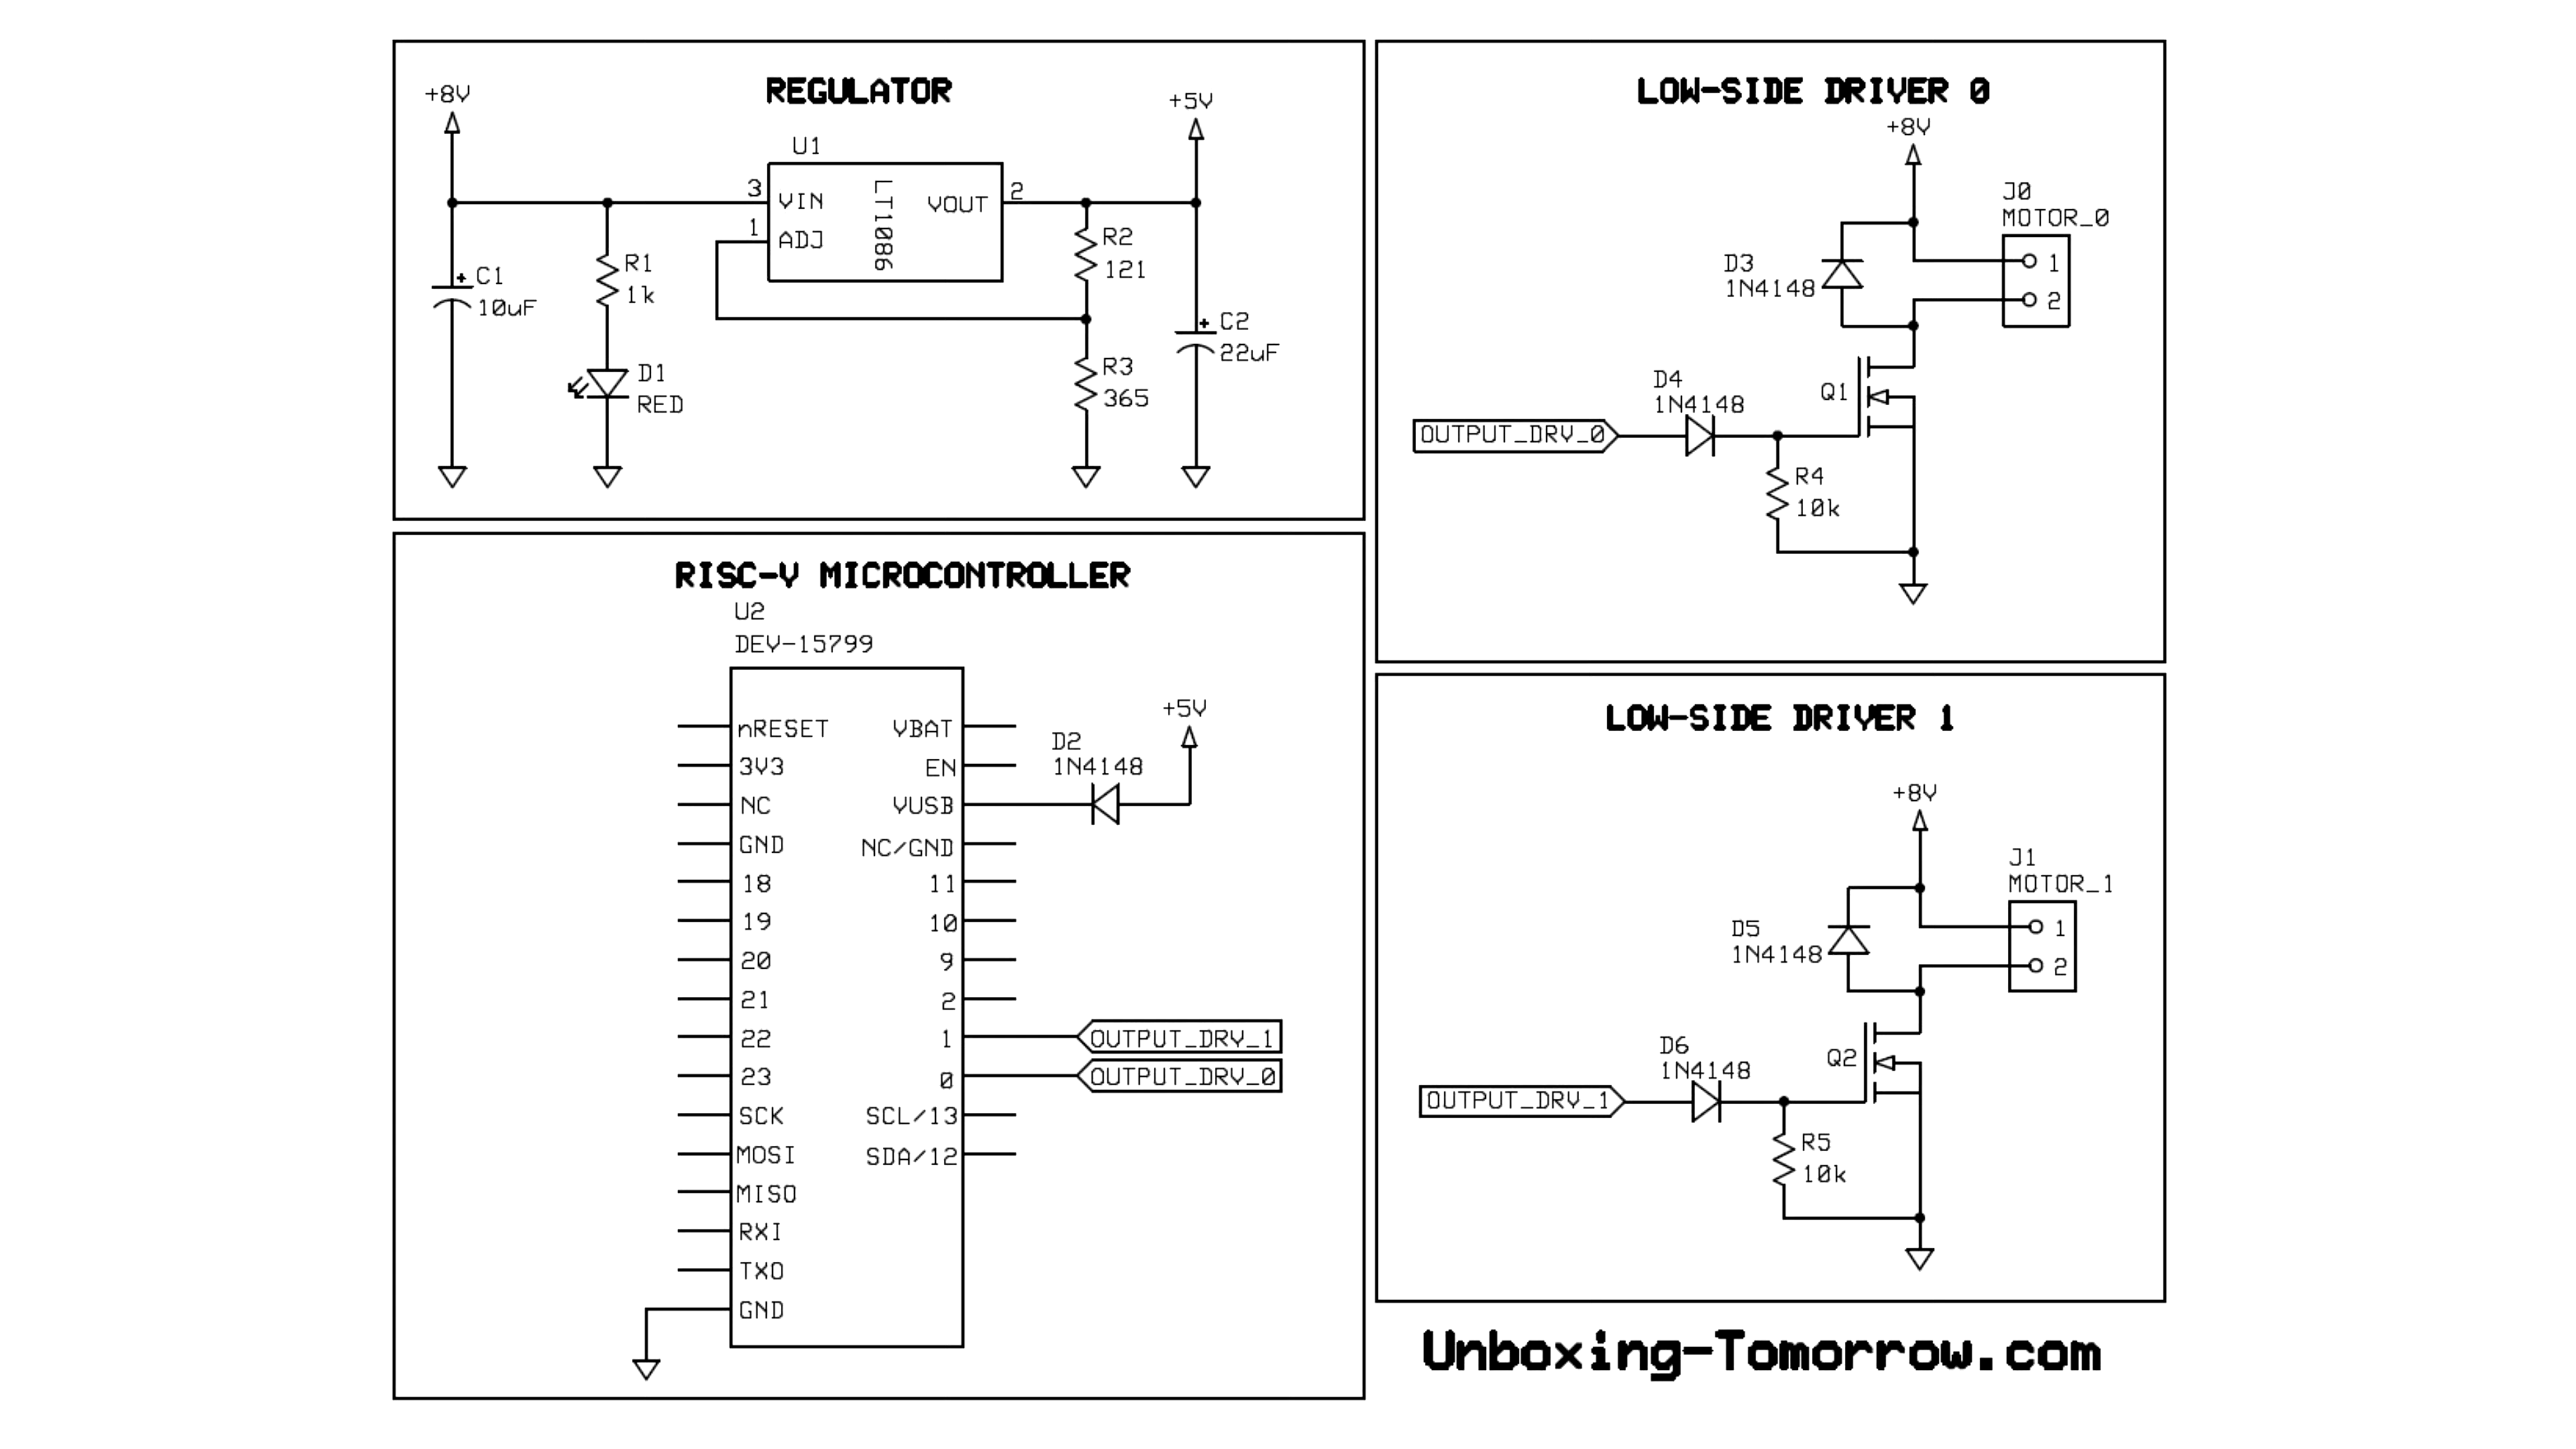 REGULATOR
+8V
+5V
U1
3
VIN
LT1086
VOUT
2
1
ADJ
R2
121
R1
1k
+ C1
10uF
+ C2
22uF
R3
365
D1
RED
RISC-V MICROCONTROLLER
U2
DEV-15799
nRESET
3V3
NC
GND
18
19
20
21
22
23
SCK
MOSI
MISO
RXI
TXO
GND
VBAT
EN
VUSB
NC/GND
11
10
9
2
1
0
SCL/13
SDA/12
D2
1N4148
+5V
OUTPUT_DRV_1
OUTPUT_DRV_0
LOW-SIDE DRIVER 0
+8V
J0
MOTOR_0
1
2
D3
1N4148
Q1
D4
1N4148
OUTPUT_DRV_0
R4
10k
LOW-SIDE DRIVER 1
+8V
J1
MOTOR_1
1
2
D5
1N4148
Q2
D6
1N4148
OUTPUT_DRV_1
R5
10k
Unboxing-Tomorrow.com